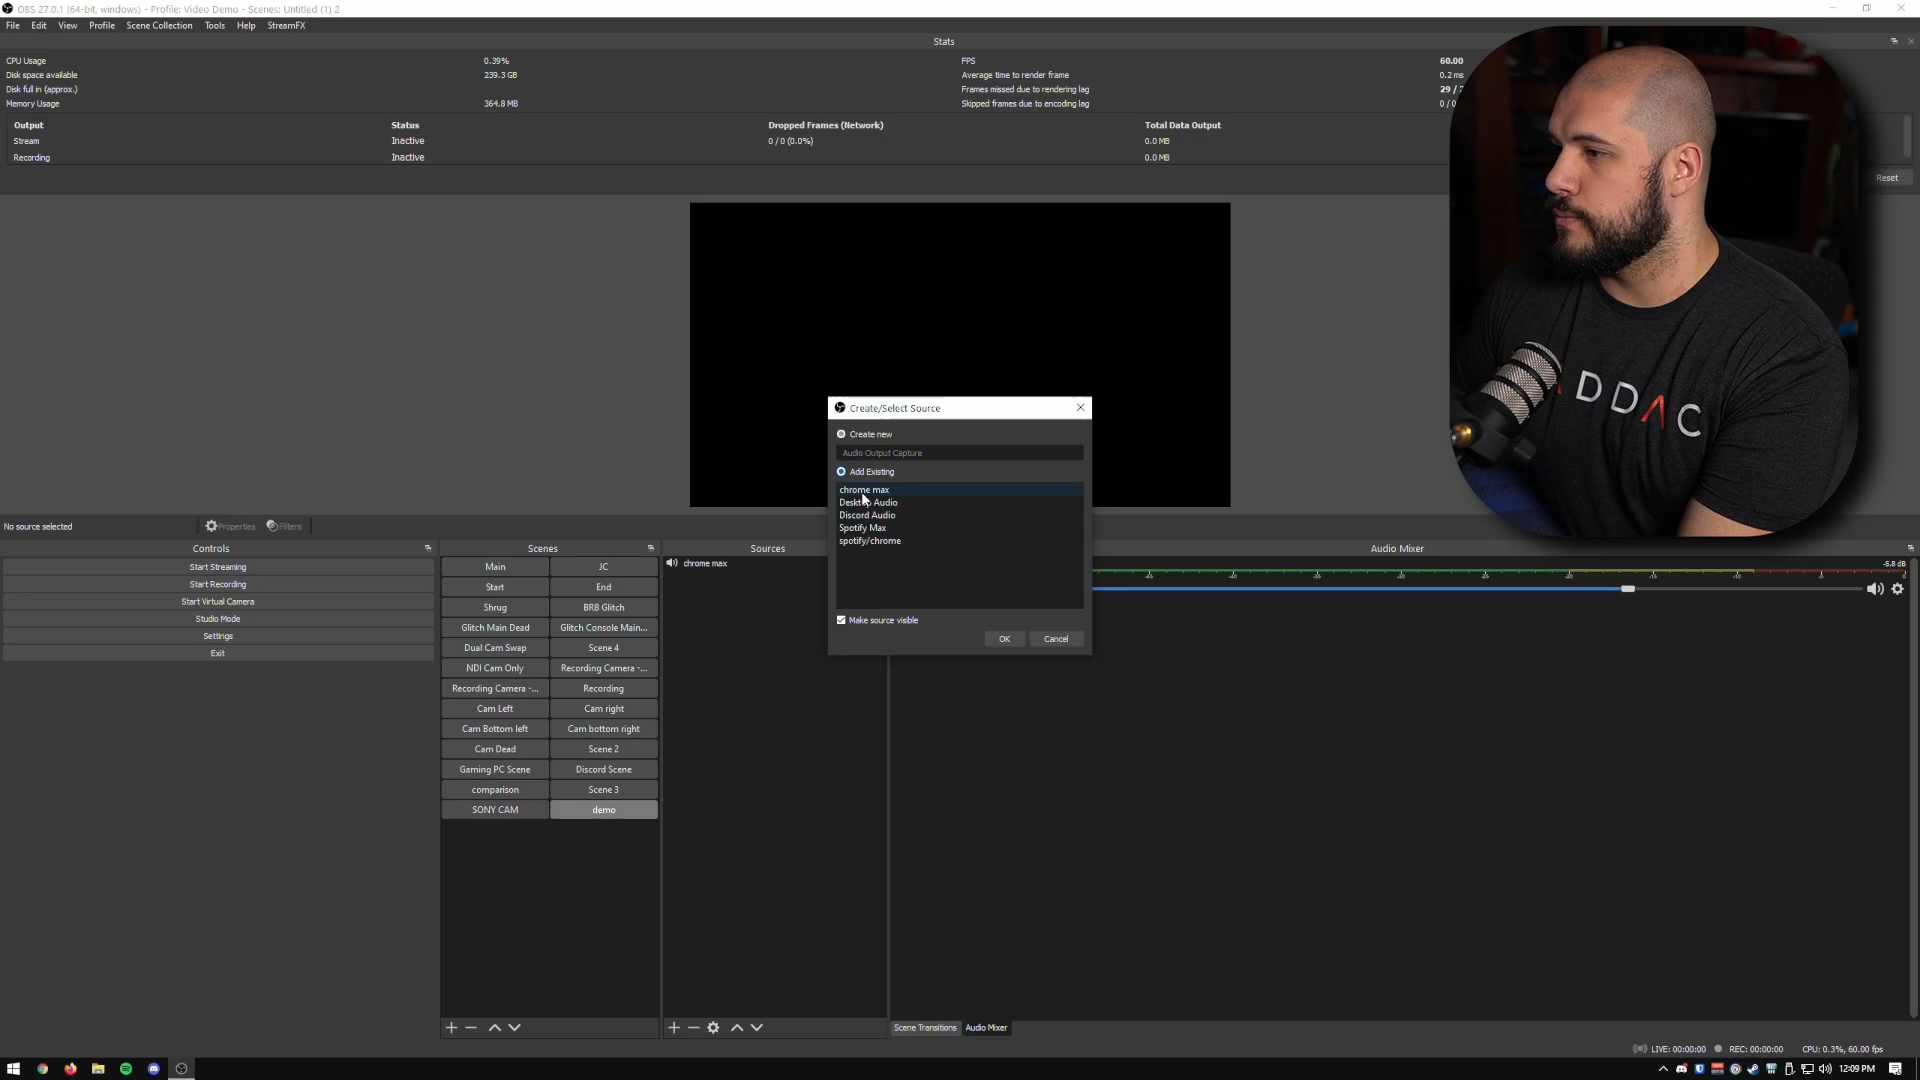 OBS 27.0.1 (64-bit, windows) - Profile: Video Demo - Scenes: Untitled (1) 2
File Edit View Profile Scene Collection Tools Help StreamFX
Stats
CPU Usage 0.39% FPS 60.00
Disk space available 239.3 GB Average time to render frame 0.2 ms
Disk full in (approx.) Frames missed due to rendering lag 29 /
Memory Usage 364.8 MB Skipped frames due to encoding lag 0 /
Output Status Dropped Frames (Network) Total Data Output
Stream Inactive 0 / 0 (0.0%) 0.0 MB
Recording Inactive 0.0 MB
Reset
DDAC
Create/Select Source
Create new
Audio Output Capture
Add Existing
chrome max
Desktop Audio
Discord Audio
Spotify Max
spotify/chrome
Make source visible
OK Cancel
No source selected Properties Filters
Controls Scenes Sources Audio Mixer
Start Streaming
Start Recording
Start Virtual Camera
Studio Mode
Settings
Exit
Main JC
Start End
Shrug BRB Glitch
Glitch Main Dead Glitch Console Main...
Dual Cam Swap Scene 4
NDI Cam Only Recording Camera -...
Recording Camera -... Recording
Cam Left Cam right
Cam Bottom left Cam bottom right
Cam Dead Scene 2
Gaming PC Scene Discord Scene
comparison Scene 3
SONY CAM demo
chrome max
-5.8 dB
Scene Transitions Audio Mixer
LIVE: 00:00:00 REC: 00:00:00 CPU: 0.3%, 60.00 fps
12:09 PM